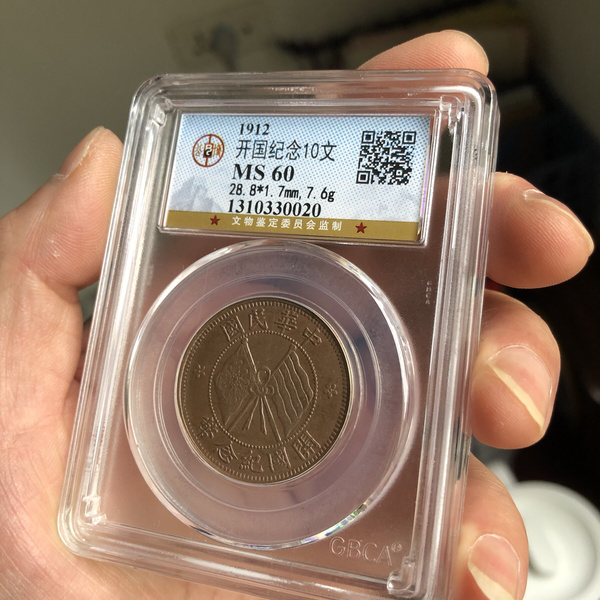 1912
开国纪念10文
MS 60
28.8*1.7mm,7.6g
1310330020
文物鉴定委员会监制
中華民國
開國紀念幣
GBCA®